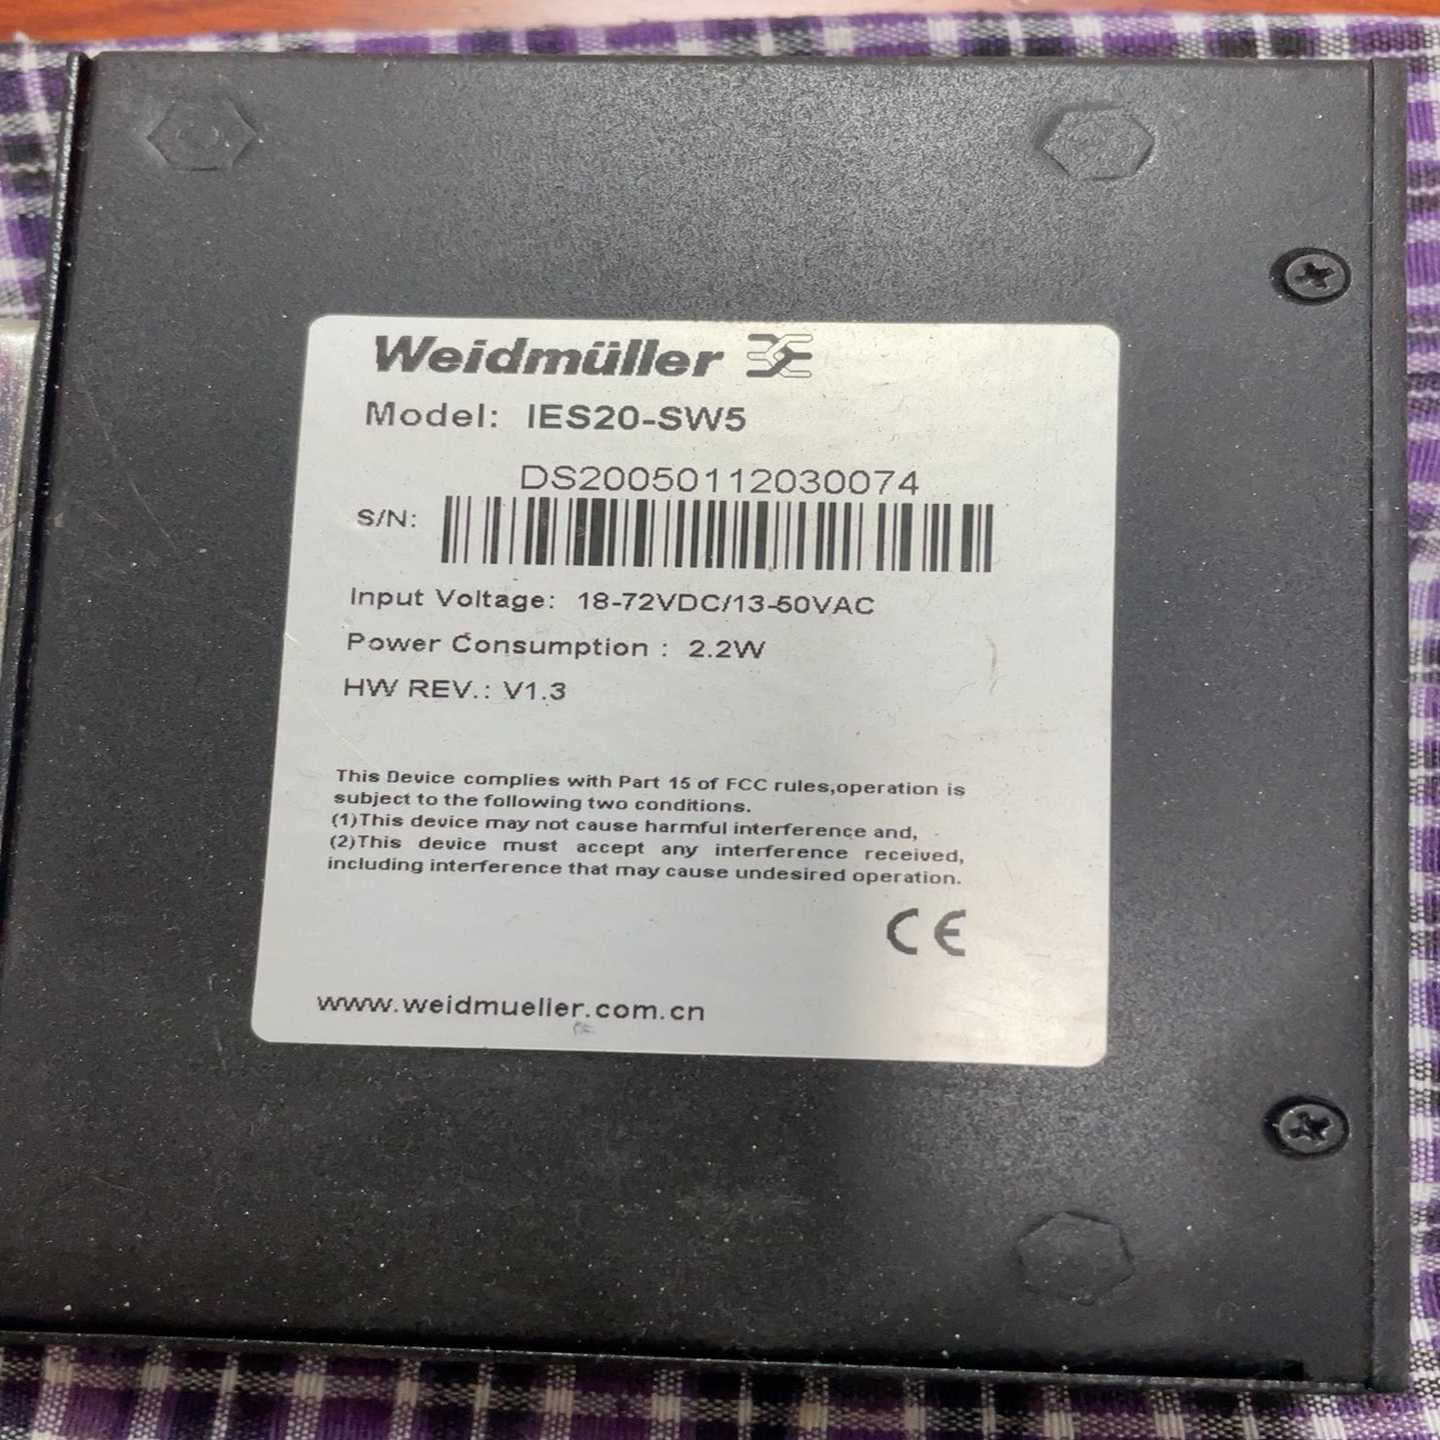 Weidmüller
Model: IES20-SW5
DS20050112030074
S/N:
Input Voltage: 18-72VDC/13-50VAC
Power Consumption : 2.2W
HW REV.: V1.3
This Device complies with Part 15 of FCC rules,operation is
subject to the following two conditions.
(1)This device may not cause harmful interference and,
(2)This device must accept any interference received,
including interference that may cause undesired operation.
CE
www.weidmueller.com.cn